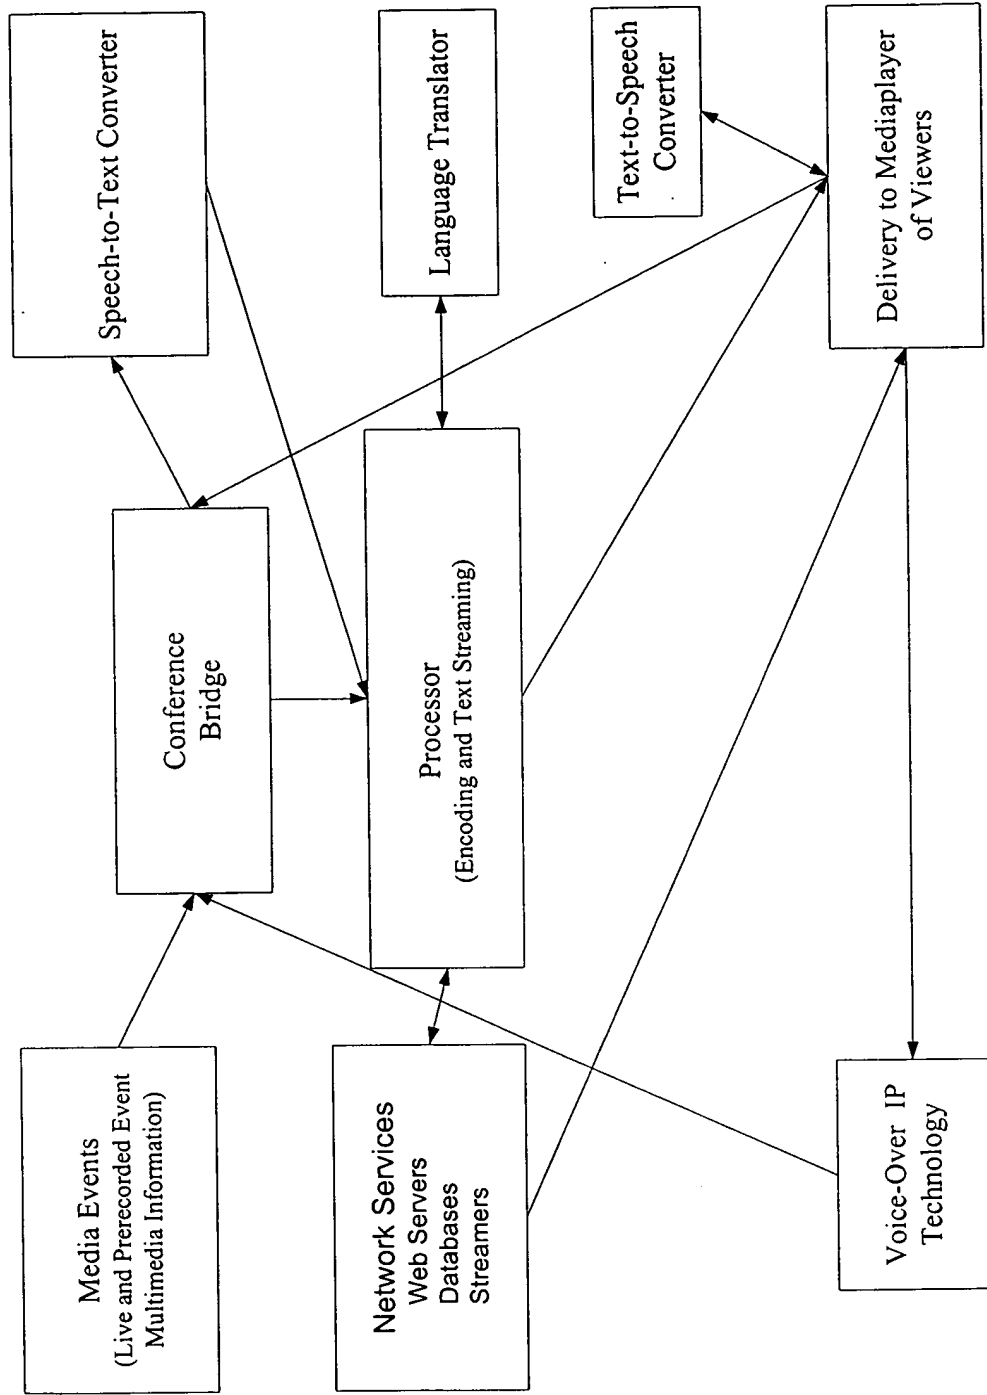 Media Events
(Live and Prerecorded Event
Multimedia Information)
Conference
Bridge
Speech-to-Text Converter
Network Services
Web Servers
Databases
Streamers
Processor
(Encoding and Text Streaming)
Language Translator
Text-to-Speech
Converter
Voice-Over IP
Technology
Delivery to Mediaplayer
of Viewers